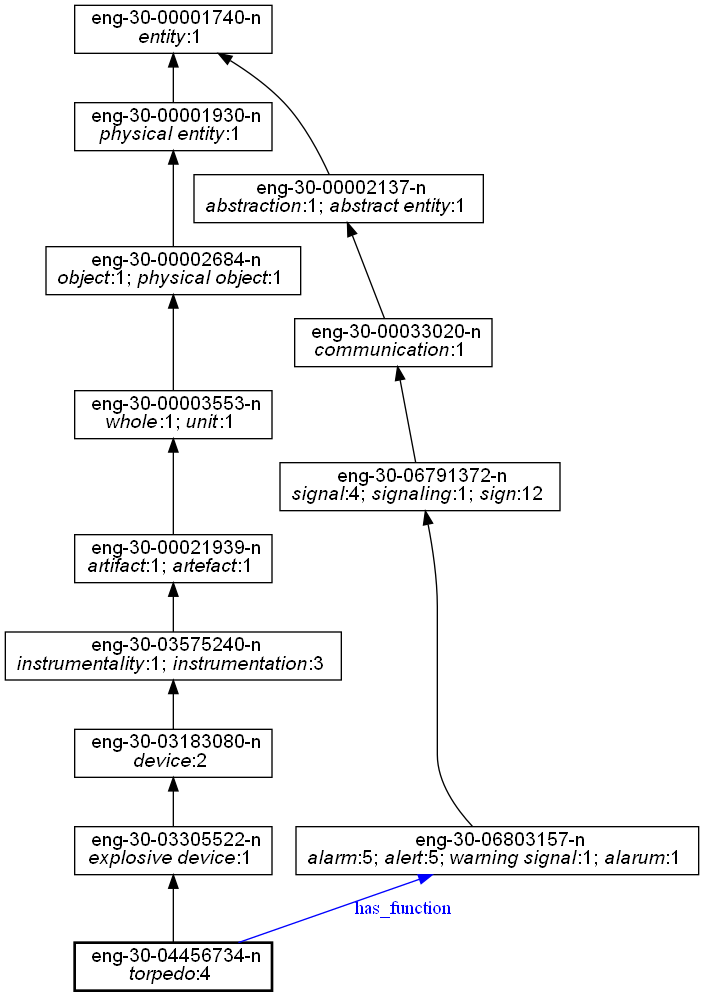 eng-30-00001740-n
entity:1
eng-30-00001930-n
physical entity:1
eng-30-00002137-n
abstraction:1; abstract entity:1
eng-30-00002684-n
object:1; physical object:1
eng-30-00033020-n
communication:1
eng-30-00003553-n
whole:1; unit:1
eng-30-06791372-n
signal:4; signaling:1; sign:12
eng-30-00021939-n
artifact:1; artefact:1
eng-30-03575240-n
instrumentality:1; instrumentation:3
eng-30-03183080-n
device:2
eng-30-03305522-n
explosive device:1
eng-30-06803157-n
alarm:5; alert:5; warning signal:1; alarum:1
has_function
eng-30-04456734-n
torpedo:4